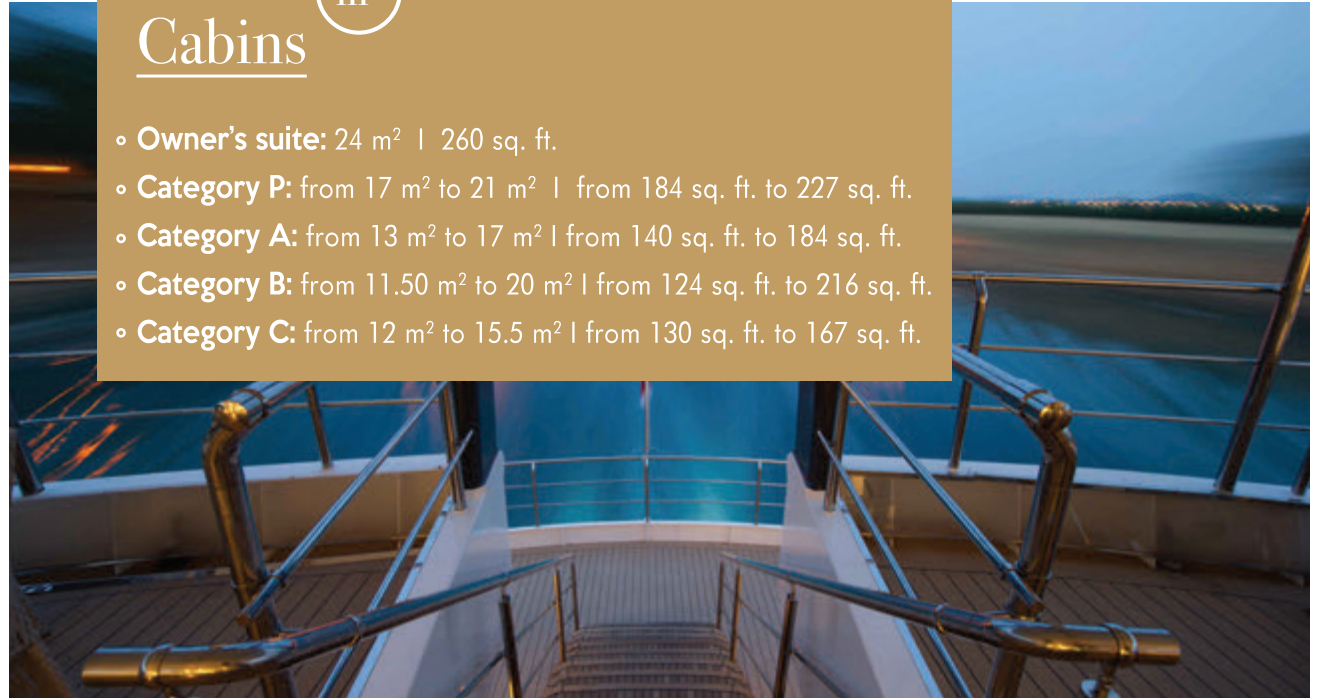 Cabins
Owner's suite: 24 m² | 260 sq. ft.
Category P: from 17 m² to 21 m² | from 184 sq. ft. to 227 sq. ft.
Category A: from 13 m² to 17 m² | from 140 sq. ft. to 184 sq. ft.
Category B: from 11.50 m² to 20 m² | from 124 sq. ft. to 216 sq. ft.
Category C: from 12 m² to 15.5 m² | from 130 sq. ft. to 167 sq. ft.